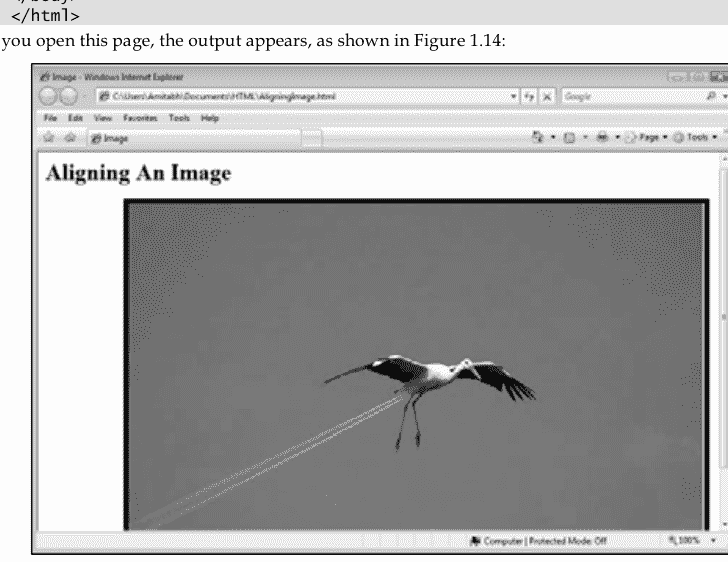 </html>
you open this page, the output appears, as shown in Figure 1.14:
Image - Windows Internet Explorer
C:\Users\Amitabh\Documents\HTML\AligningImage.html
Google
File Edit View Favorites Tools Help
Image
Page
Tools
Aligning An Image
Computer | Protected Mode: Off
100%